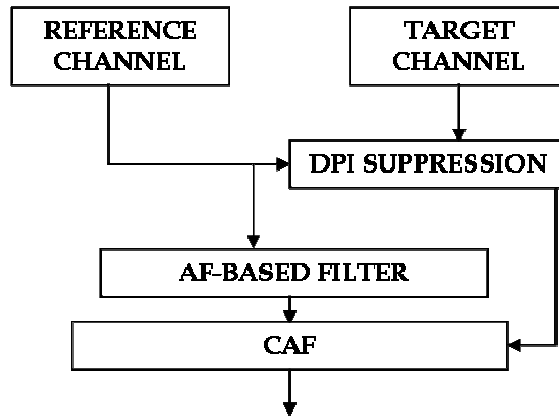 REFERENCE
CHANNEL
TARGET
CHANNEL
DPI SUPPRESSION
AF-BASED FILTER
CAF